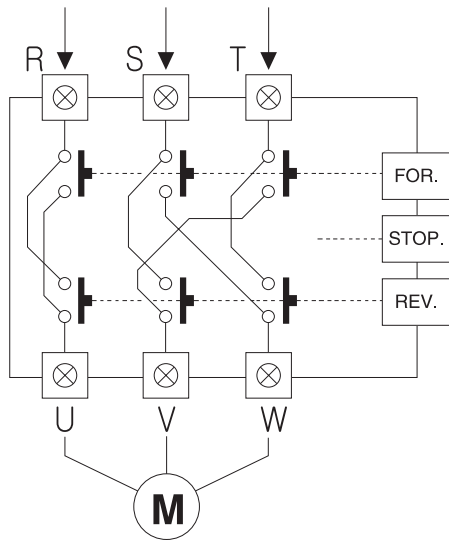 R S T
FOR.
STOP.
REV.
U V W
M